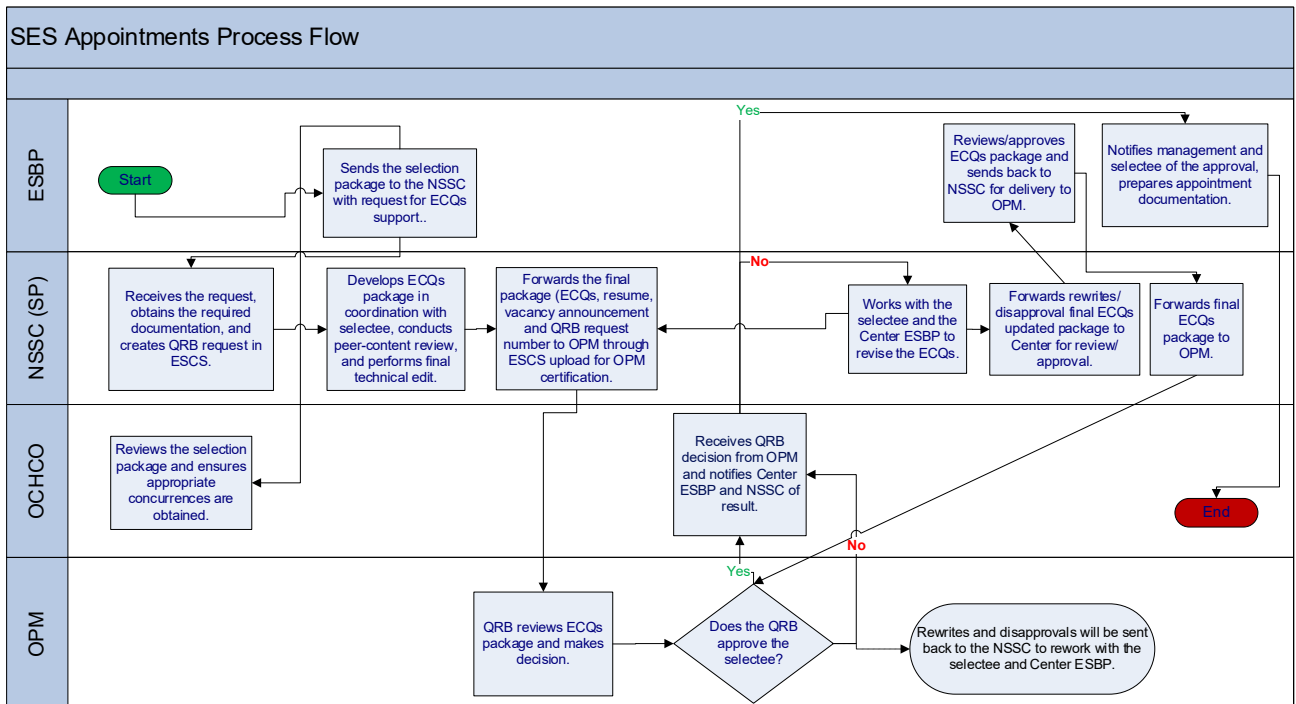 SES Appointments Process Flow
ESBP
Start
Sends the selection
package to the NSSC
with request for ECQs
support..
Yes
Reviews/approves
ECQs package and
sends back to
NSSC for delivery to
OPM.
Notifies management and
selectee of the approval,
prepares appointment
documentation.
NSSC (SP)
Receives the request,
obtains the required
documentation, and
creates QRB request in
ESCS.
Develops ECQs
package in
coordination with
selectee, conducts
peer-content review,
and performs final
technical edit.
Forwards the final
package (ECQs, resume,
vacancy announcement
and QRB request
number to OPM through
ESCS upload for OPM
certification.
No
Works with the
selectee and the
Center ESBP to
revise the ECQs.
Forwards rewrites/
disapproval final ECQs
updated package to
Center for review/
approval.
Forwards final
ECQs
package to
OPM.
OCHCO
Reviews the selection
package and ensures
appropriate
concurrences are
obtained.
Receives QRB
decision from OPM
and notifies Center
ESBP and NSSC of
result.
End
No
OPM
Yes
QRB reviews ECQs
package and makes
decision.
Does the QRB
approve the
selectee?
Rewrites and disapprovals will be sent
back to the NSSC to rework with the
selectee and Center ESBP.